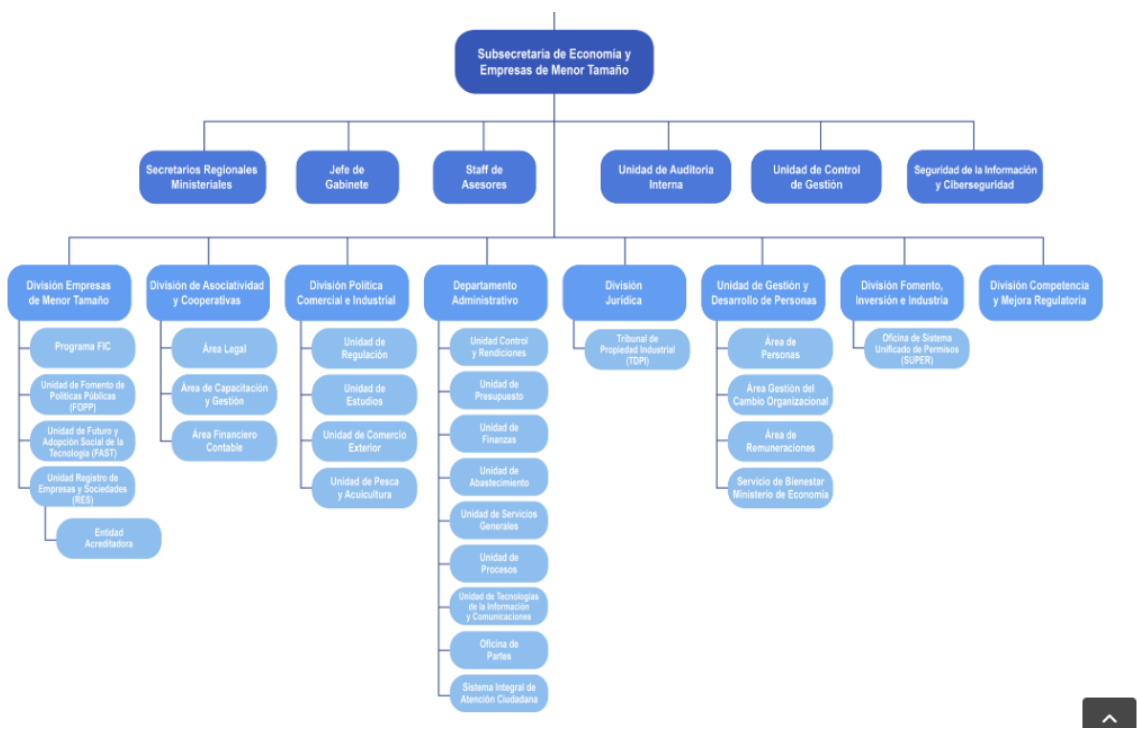 Subsecretaria de Economía y
Empresas de Menor Tamaño
Secretarios Regionales
Ministeriales
Jefe de
Gabinete
Staff de
Asesores
Unidad de Auditoria
Interna
Unidad de Control
de Gestión
Seguridad de la Información
y Ciberseguridad
División Empresas
de Menor Tamaño
Programa FIC
Unidad de Fomento de
Políticas Públicas
(FOPP)
Unidad de Futuro y
Adopción Social de la
Tecnología (FAST)
Unidad Registro de
Empresas y Sociedades
(RES)
Entidad
Acreditadora
División de Asociatividad
y Cooperativas
Área Legal
Área de Capacitación
y Gestión
Área Financiero
Contable
División Política
Comercial e Industrial
Unidad de
Regulación
Unidad de
Estudios
Unidad de Comercio
Exterior
Unidad de Pesca
y Acuicultura
Departamento
Administrativo
Unidad Control
y Rendiciones
Unidad de
Presupuesto
Unidad de
Finanzas
Unidad de
Abastecimiento
Unidad de Servicios
Generales
Unidad de
Procesos
Unidad de Tecnologías
de la Información
y Comunicaciones
Oficina de
Partes
Sistema Integral de
Atención Ciudadana
División
Jurídica
Tribunal de
Propiedad Industrial
(TDPI)
Unidad de Gestión y
Desarrollo de Personas
Área de
Personas
Área Gestión del
Cambio Organizacional
Área de
Remuneraciones
Servicio de Bienestar
Ministerio de Economía
División Fomento,
Inversión e Industria
Oficina de Sistema
Unificado de Permisos
(SUPER)
División Competencia
y Mejora Regulatoria